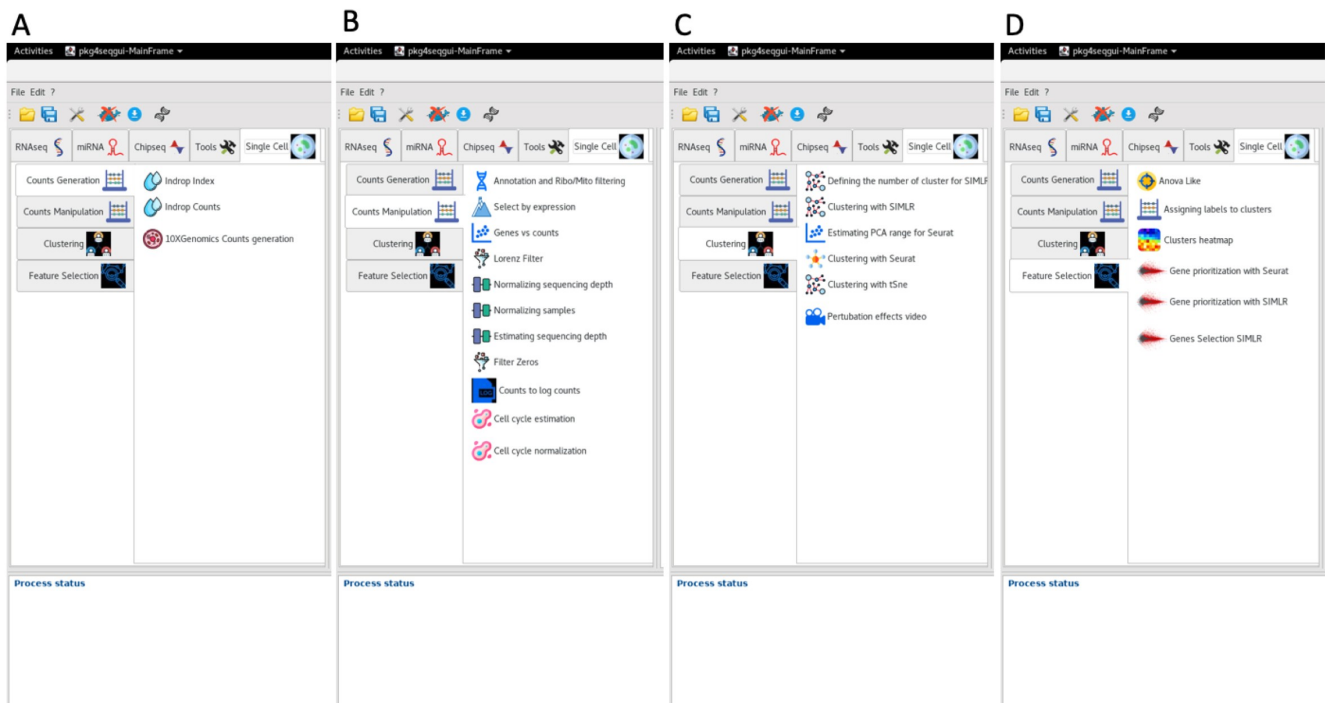 A
Activities pkg4seqgui-MainFrame
File Edit ?
RNAseq miRNA Chipseq Tools Single Cell
Counts Generation
Counts Manipulation
Clustering
Feature Selection
Indrop Index
Indrop Counts
10XGenomics Counts generation
Process status
B
Activities pkg4seqgui-MainFrame
File Edit ?
RNAseq miRNA Chipseq Tools Single Cell
Counts Generation
Counts Manipulation
Clustering
Feature Selection
Annotation and Ribo/Mito filtering
Select by expression
Genes vs counts
Lorenz Filter
Normalizing sequencing depth
Normalizing samples
Estimating sequencing depth
Filter Zeros
LOG
Counts to log counts
Cell cycle estimation
Cell cycle normalization
Process status
C
Activities pkg4seqgui-MainFrame
File Edit ?
RNAseq miRNA Chipseq Tools Single Cell
Counts Generation
Counts Manipulation
Clustering
Feature Selection
Defining the number of cluster for SIMLR
Clustering with SIMLR
Estimating PCA range for Seurat
Clustering with Seurat
Clustering with tSne
Pertubation effects video
Process status
D
Activities pkg4seqgui-MainFrame
File Edit ?
RNAseq miRNA Chipseq Tools Single Cell
Counts Generation
Counts Manipulation
Clustering
Feature Selection
Anova Like
Assigning labels to clusters
Clusters heatmap
Gene prioritization with Seurat
Gene prioritization with SIMLR
Genes Selection SIMLR
Process status